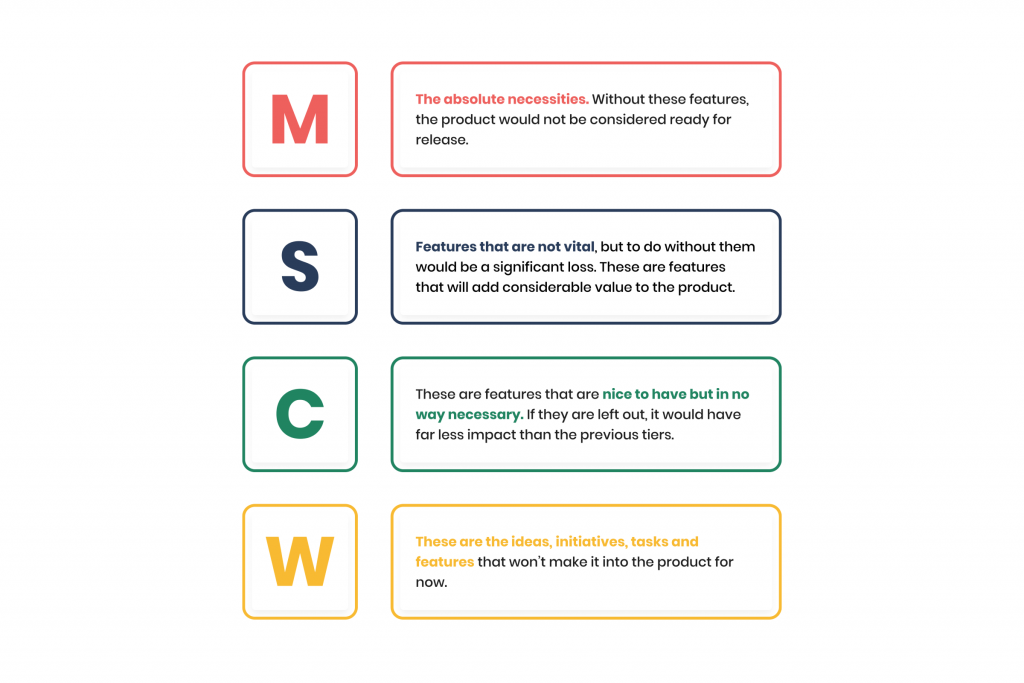 M
The absolute necessities. Without these features,
the product would not be considered ready for
release.
S
Features that are not vital, but to do without them
would be a significant loss. These are features
that will add considerable value to the product.
C
These are features that are nice to have but in no
way necessary. If they are left out, it would have
far less impact than the previous tiers.
W
These are the ideas, initiatives, tasks and
features that won’t make it into the product for
now.